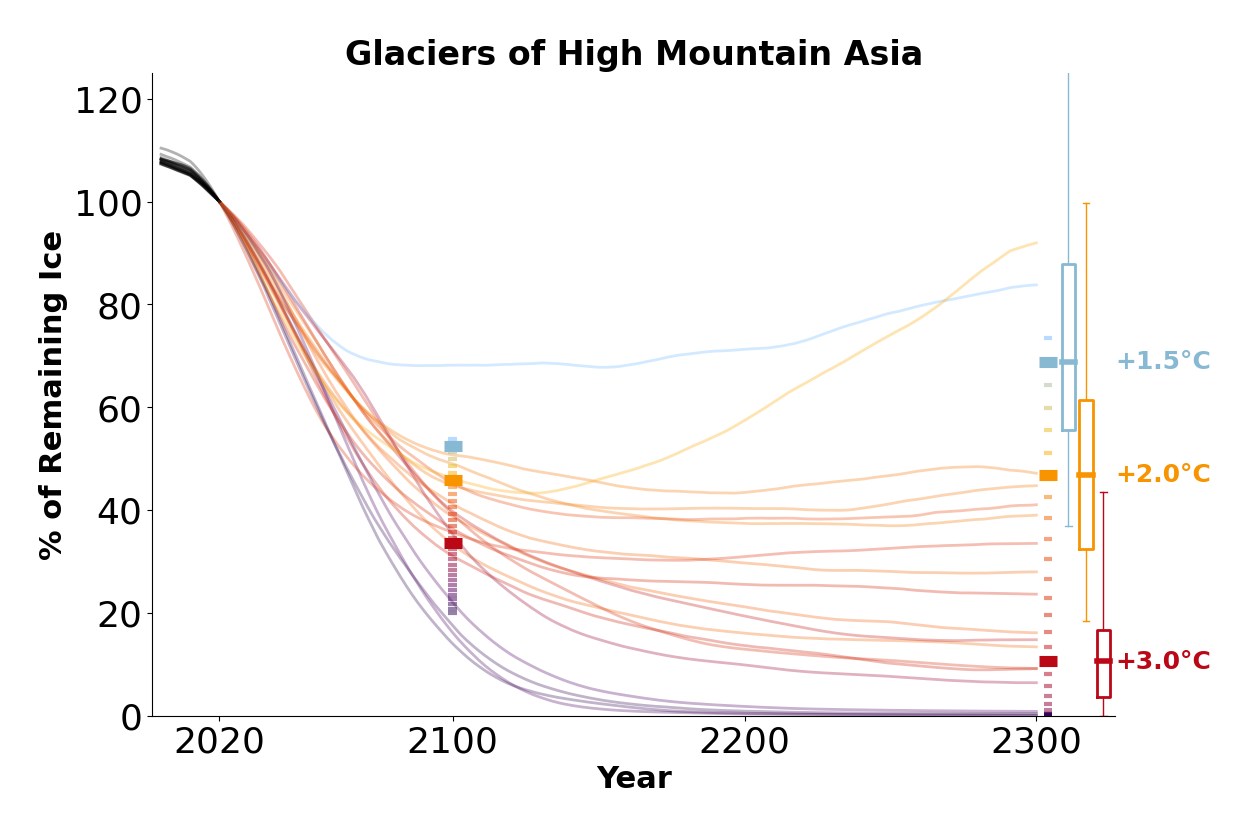 Glaciers of High Mountain Asia
% of Remaining Ice
120
100
80
60
40
20
0
2020
2100
2200
2300
Year
+1.5°C
+2.0°C
+3.0°C